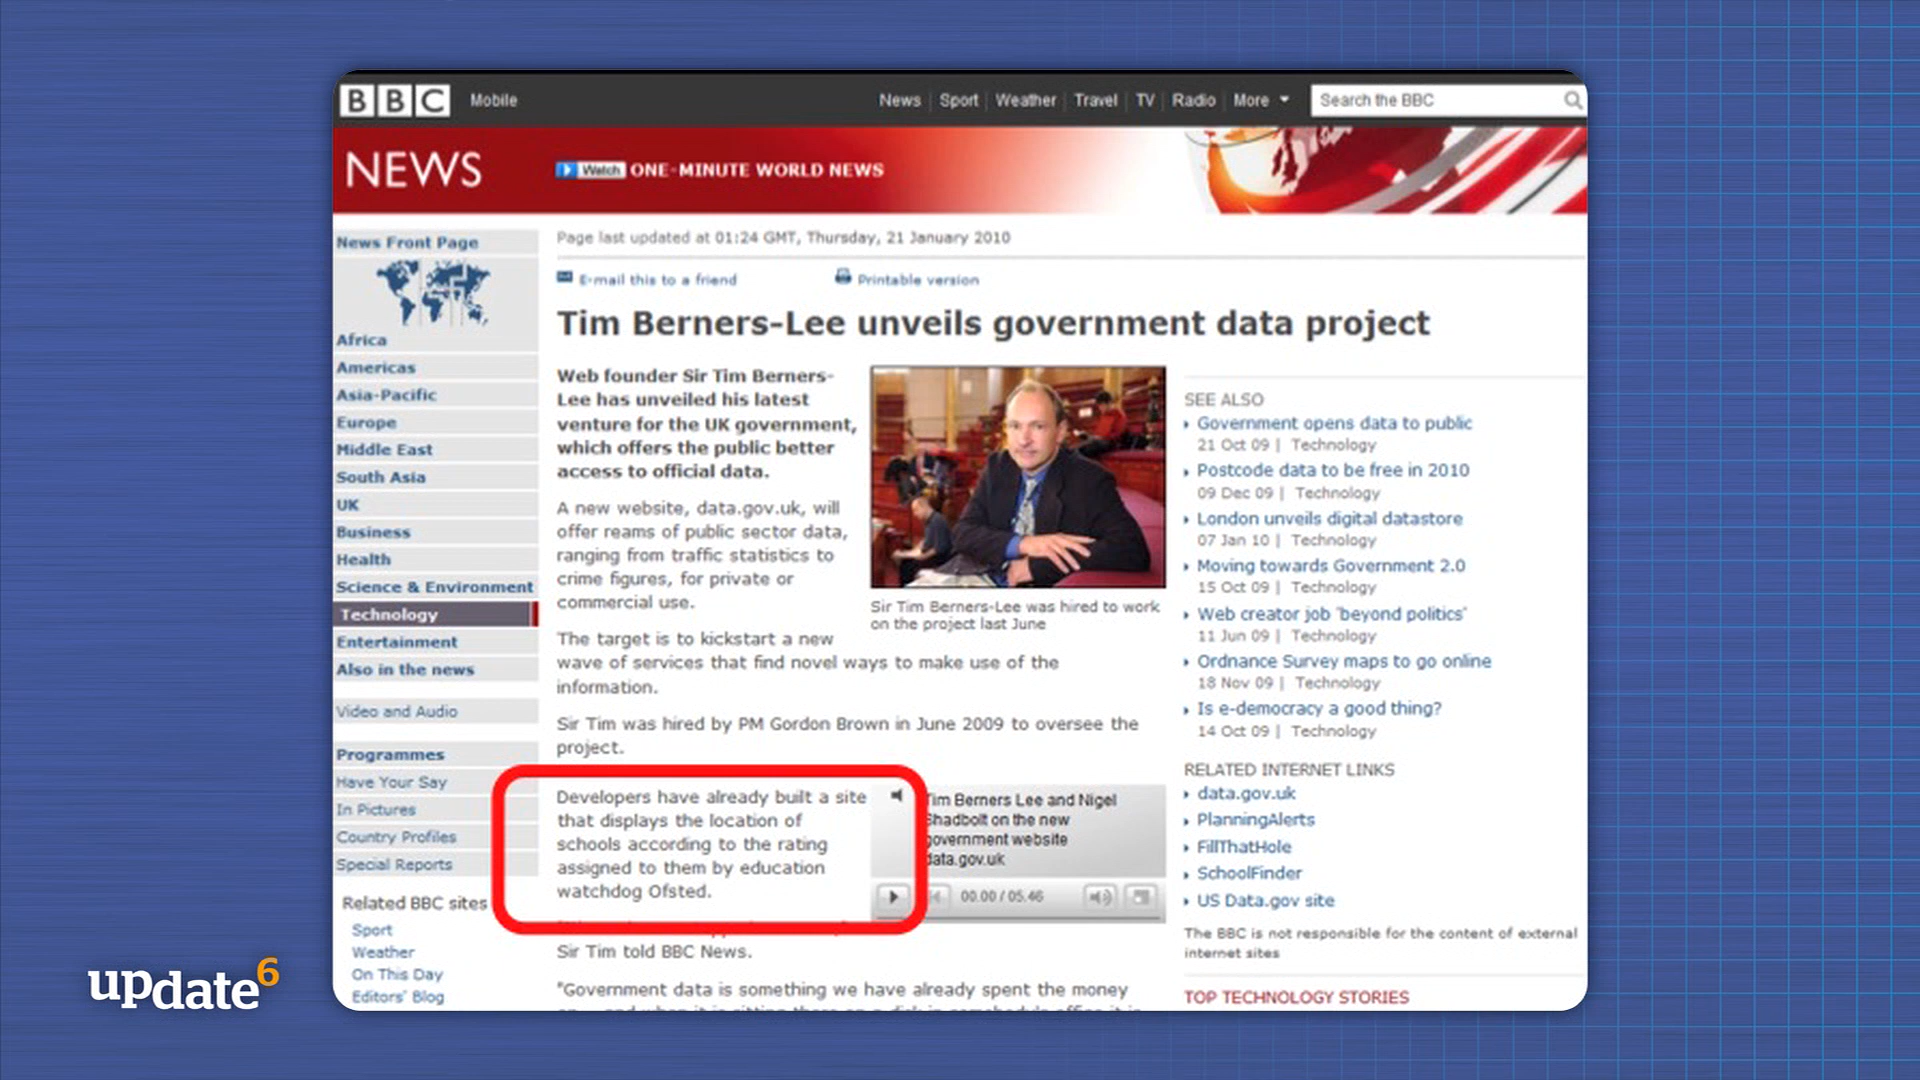 BBC
Mobile
News
Sport
Weather
Travel
TV
Radio
More
Search the BBC
NEWS
Watch ONE-MINUTE WORLD NEWS
News Front Page
Africa
Americas
Asia-Pacific
Europe
Middle East
South Asia
UK
Business
Health
Science & Environment
Technology
Entertainment
Also in the news
Video and Audio
Programmes
Have Your Say
In Pictures
Country Profiles
Special Reports
Related BBC sites
Sport
Weather
On This Day
Editors' Blog
Page last updated at 01:24 GMT, Thursday, 21 January 2010
E-mail this to a friend
Printable version
Tim Berners-Lee unveils government data project
Web founder Sir Tim Berners-
Lee has unveiled his latest
venture for the UK government,
which offers the public better
access to official data.
A new website, data.gov.uk, will
offer reams of public sector data,
ranging from traffic statistics to
crime figures, for private or
commercial use.
The target is to kickstart a new
wave of services that find novel ways to make use of the
information.
Sir Tim was hired by PM Gordon Brown in June 2009 to oversee the
project.
Developers have already built a site
that displays the location of
schools according to the rating
assigned to them by education
watchdog Ofsted.
Sir Tim told BBC News.
"Government data is something we have already spent the money
Sir Tim Berners-Lee was hired to work
on the project last June
Tim Berners Lee and Nigel
Shadbolt on the new
government website
data.gov.uk
00.00 / 05.46
SEE ALSO
Government opens data to public
21 Oct 09 | Technology
Postcode data to be free in 2010
09 Dec 09 | Technology
London unveils digital datastore
07 Jan 10 | Technology
Moving towards Government 2.0
15 Oct 09 | Technology
Web creator job 'beyond politics'
11 Jun 09 | Technology
Ordnance Survey maps to go online
18 Nov 09 | Technology
Is e-democracy a good thing?
14 Oct 09 | Technology
RELATED INTERNET LINKS
data.gov.uk
PlanningAlerts
FillThatHole
SchoolFinder
US Data.gov site
The BBC is not responsible for the content of external
internet sites
TOP TECHNOLOGY STORIES
update6